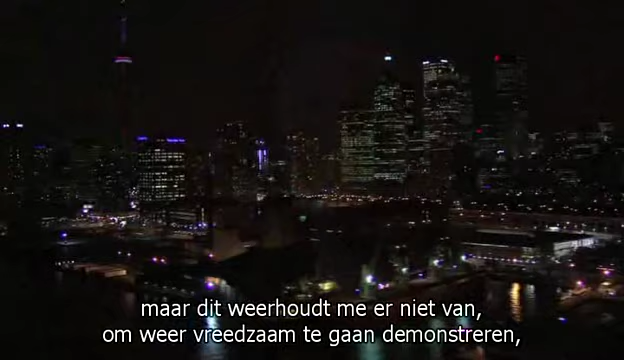 maar dit weerhoudt me er niet van,
om weer vreedzaam te gaan demonstreren,